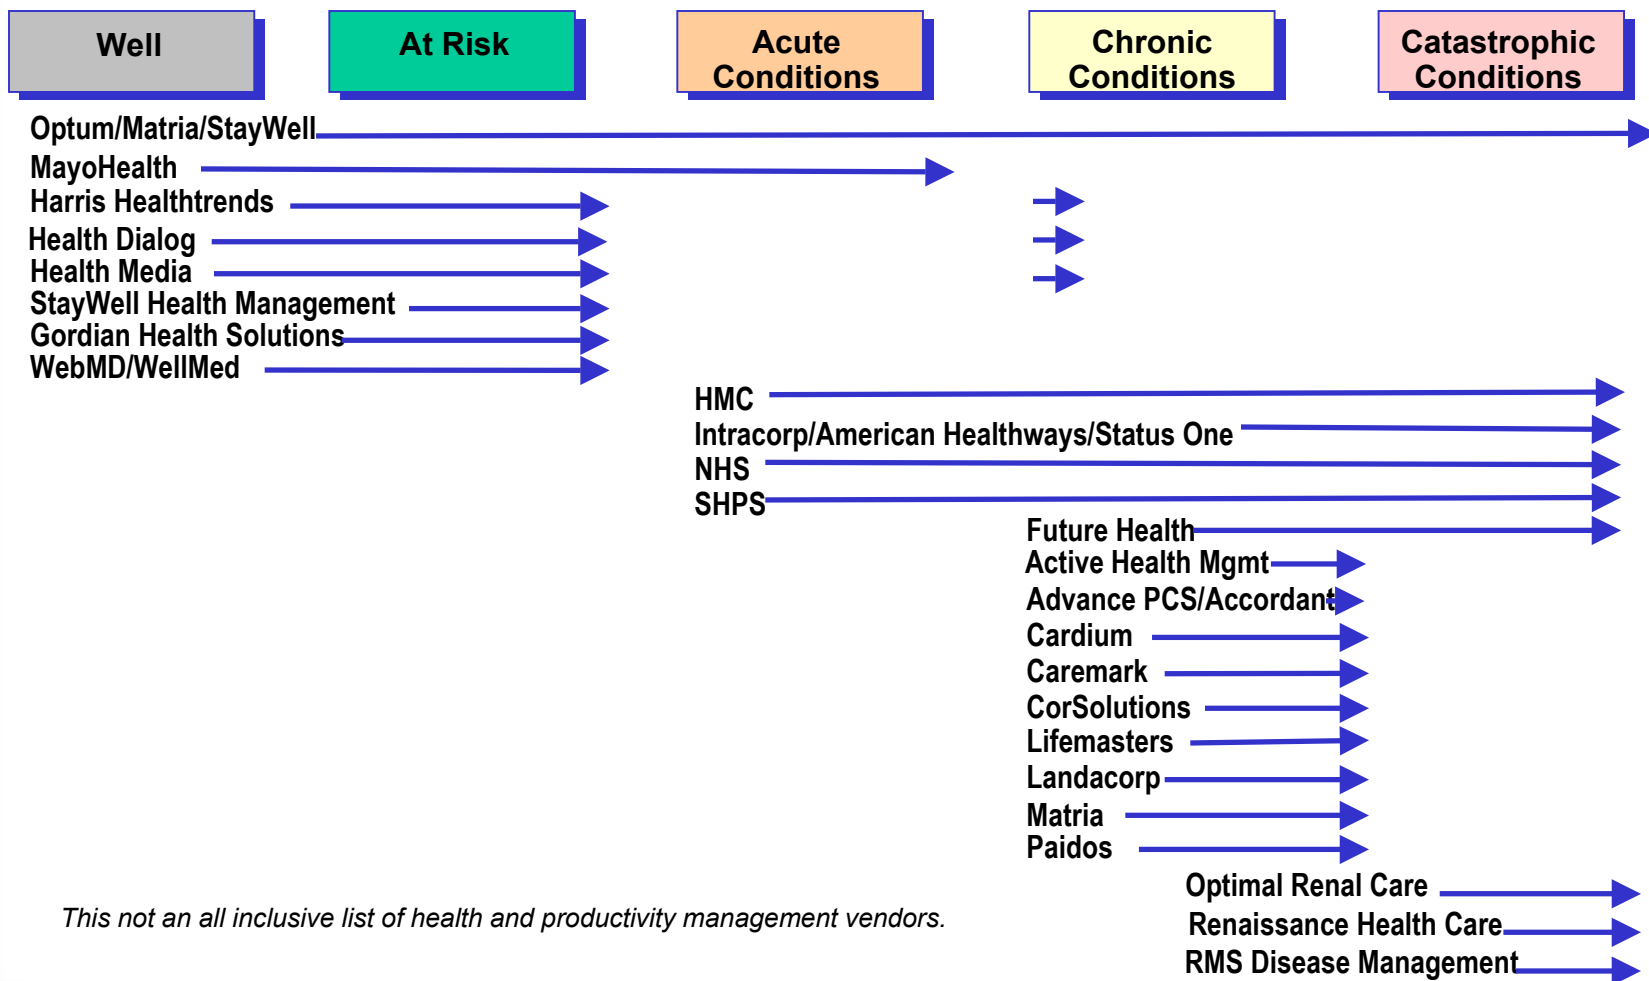 Well
At Risk
Acute
Conditions
Chronic
Conditions
Catastrophic
Conditions
Optum/Matria/StayWell
MayoHealth
Harris Healthtrends
Health Dialog
Health Media
StayWell Health Management
Gordian Health Solutions
WebMD/WellMed
HMC
Intracorp/American Healthways/Status One
NHS
SHPS
Future Health
Active Health Mgmt
Advance PCS/Accordant
Cardium
Caremark
CorSolutions
Lifemasters
Landacorp
Matria
Paidos
Optimal Renal Care
Renaissance Health Care
RMS Disease Management
This not an all inclusive list of health and productivity management vendors.